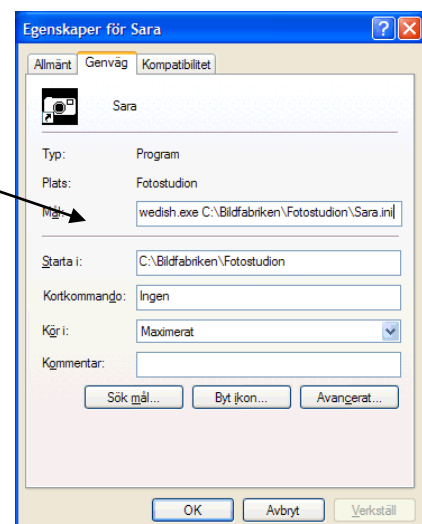 Egenskaper för Sara
Allmänt Genväg Kompatibilitet
Sara
Typ: Program
Plats: Fotostudion
Mål: wedish.exe C:\Bildfabriken\Fotostudion\Sara.ini
Starta i: C:\Bildfabriken\Fotostudion
Kortkommando: Ingen
Kör i: Maximerat
Kommentar:
Sök mål... Byt ikon... Avancerat...
OK Avbryt Verkställ